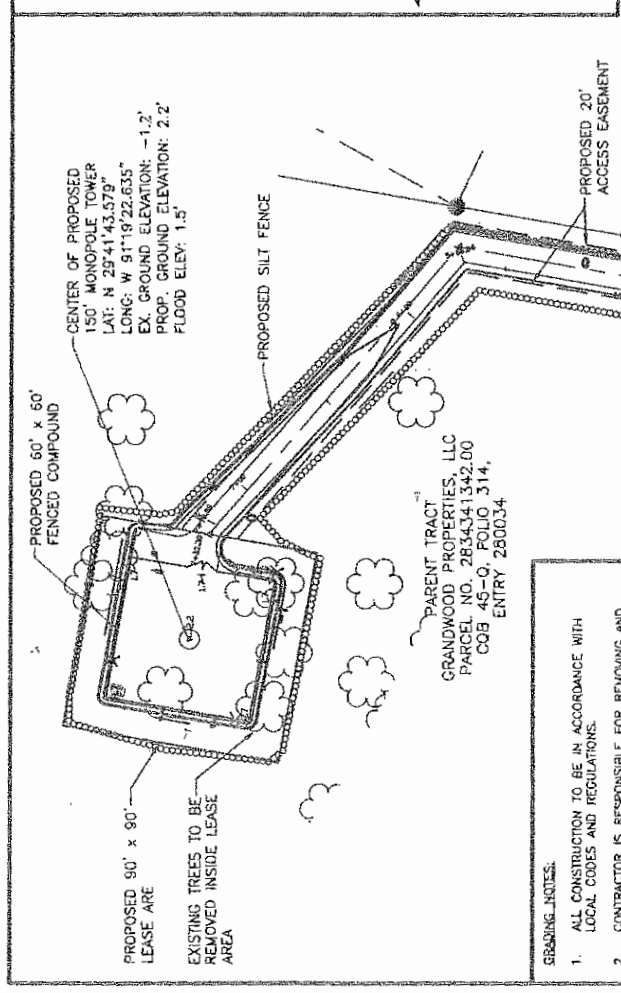 PROPOSED 60' x 60'
FENCED COMPOUND
CENTER OF PROPOSED
150' MONOPOLE TOWER
LAT: N 29°41'43.579"
LONG: W 91°19'22.635"
EX. GROUND ELEVATION: -1.2'
PROP. GROUND ELEVATION: 2.2'
FLOOD ELEV: 1.5'
PROPOSED SILT FENCE
PROPOSED 90' x 90'
LEASE ARE
EXISTING TREES TO BE
REMOVED INSIDE LEASE
AREA
PARENT TRACT
GRANDWOOD PROPERTIES, LLC
PARCEL NO. 2834341342.00
COB 45-Q, FOLIO 314,
ENTRY 280034
PROPOSED 20'
ACCESS EASEMENT
GRADING NOTES:
1. ALL CONSTRUCTION TO BE IN ACCORDANCE WITH
LOCAL CODES AND REGULATIONS.
2. CONTRACTOR IS RESPONSIBLE FOR REMOVING AND